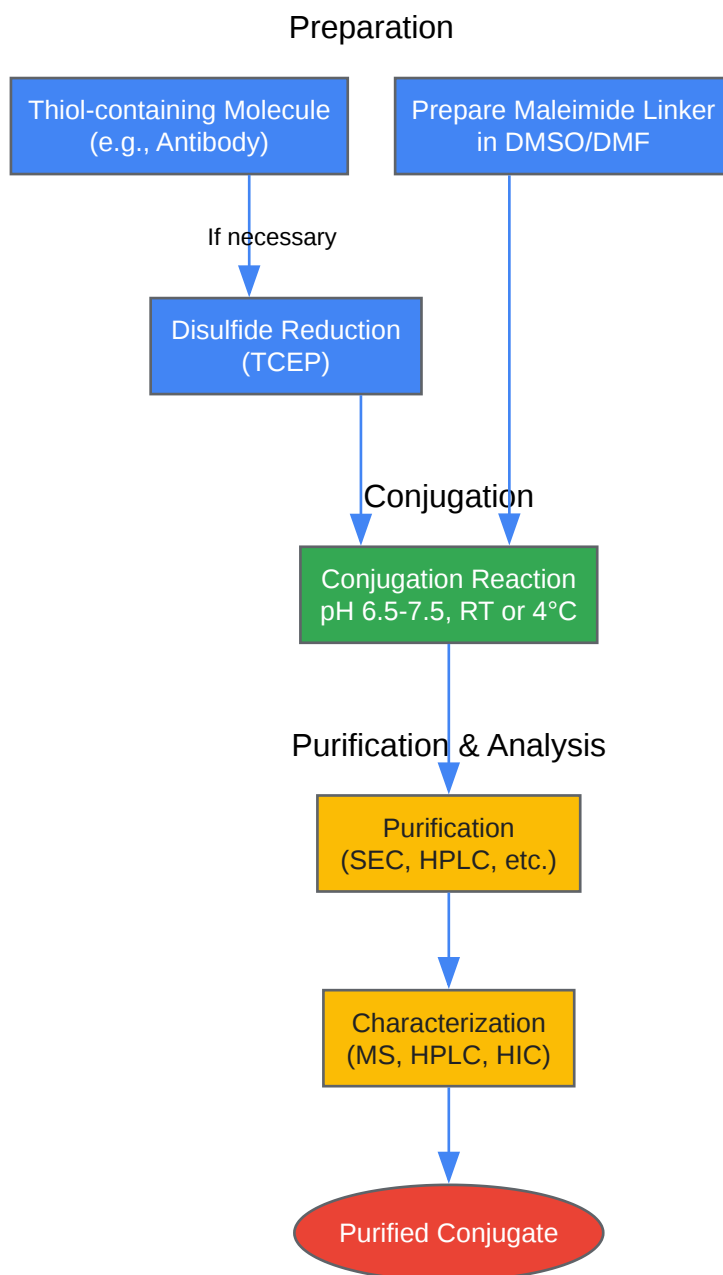 Preparation
Thiol-containing Molecule
(e.g., Antibody)
Prepare Maleimide Linker
in DMSO/DMF
If necessary
Disulfide Reduction
(TCEP)
Conjugation
Conjugation Reaction
pH 6.5-7.5, RT or 4°C
Purification & Analysis
Purification
(SEC, HPLC, etc.)
Characterization
(MS, HPLC, HIC)
Purified Conjugate